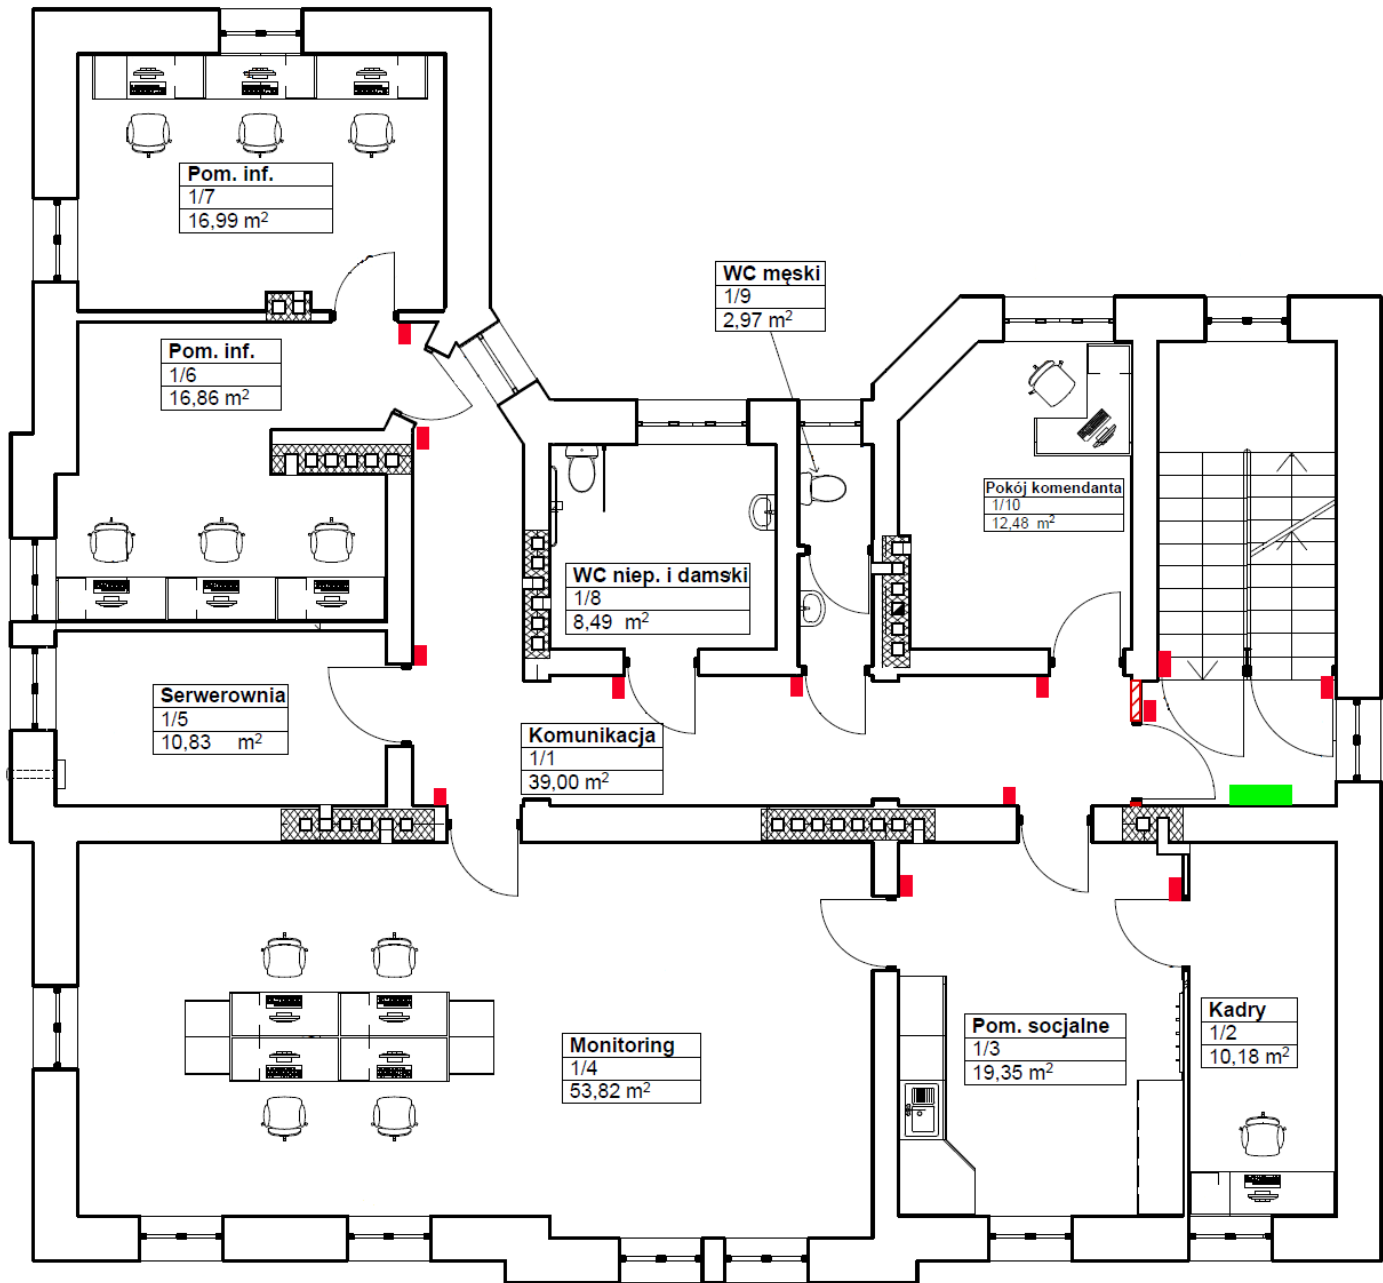 Pom. inf.
1/7
16,99 m²
WC męski
1/9
2,97 m²
Pom. inf.
1/6
16,86 m²
Pokój komendanta
1/10
12,48 m²
WC niep. i damski
1/8
8,49 m²
Serwerownia
1/5
10,83 m²
Komunikacja
1/1
39,00 m²
Monitoring
1/4
53,82 m²
Pom. socjalne
1/3
19,35 m²
Kadry
1/2
10,18 m²